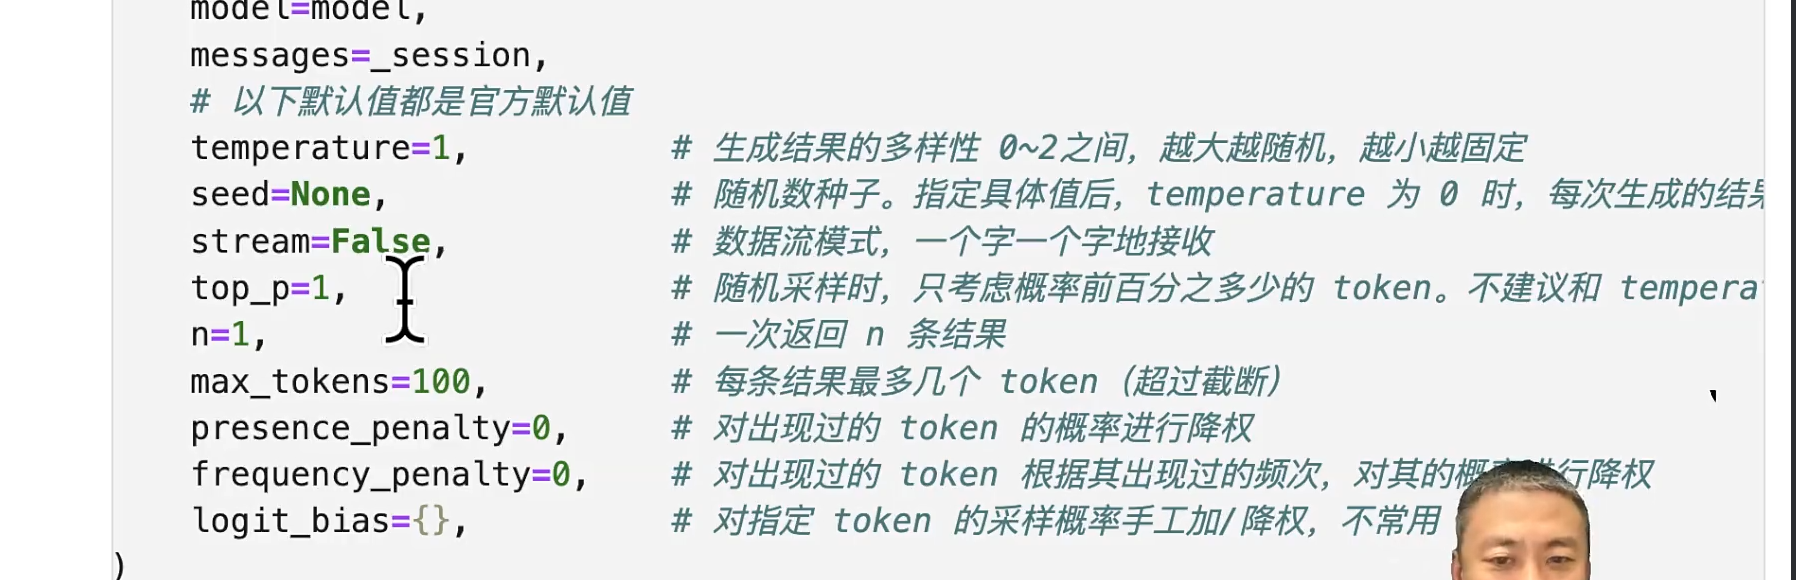 model=model,
messages=_session,
# 以下默认值都是官方默认值
temperature=1, # 生成结果的多样性 0~2之间，越大越随机，越小越固定
seed=None, # 随机数种子。指定具体值后，temperature 为 0 时，每次生成的结果
stream=False, # 数据流模式，一个字一个字地接收
top_p=1, # 随机采样时，只考虑概率前百分之多少的 token。不建议和 tempera
n=1, # 一次返回 n 条结果
max_tokens=100, # 每条结果最多几个 token（超过截断）
presence_penalty=0, # 对出现过的 token 的概率进行降权
frequency_penalty=0, # 对出现过的 token 根据其出现过的频次，对其的概率进行降权
logit_bias={}, # 对指定 token 的采样概率手工加/降权，不常用
)